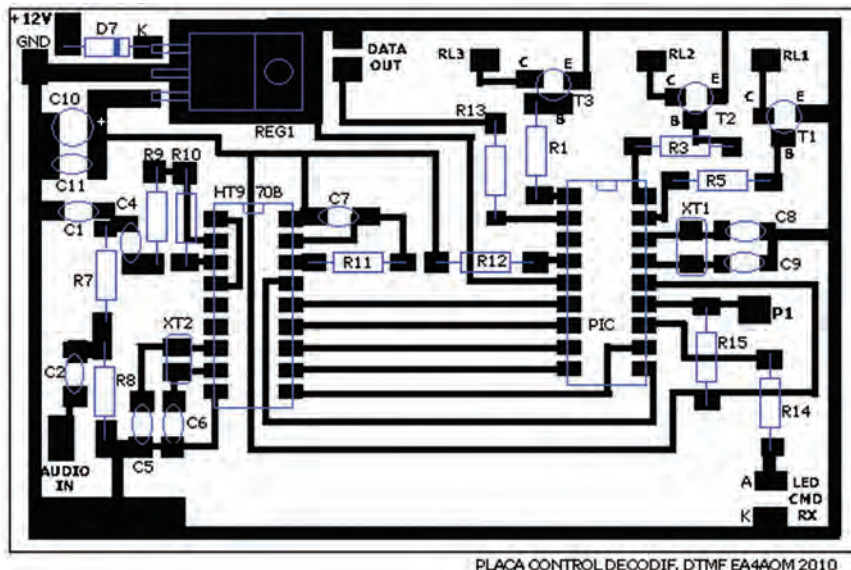 +12V
D7
K
GND
DATA
OUT
REG1
RL3
RL2
RL1
C
E
B
T3
C
E
B
T2
C
E
B
T1
C10
+
C11
R9
R10
R13
R1
R3
R5
HT9 70B
C7
C1
C4
R7
R11
R12
XT1
C8
C9
XT2
PIC
P1
R15
C2
R8
C6
C5
R14
AUDIO
IN
A
LED
CMD
K
RX
PLACA CONTROL DECODIF. DTMF EA4AOM 2010